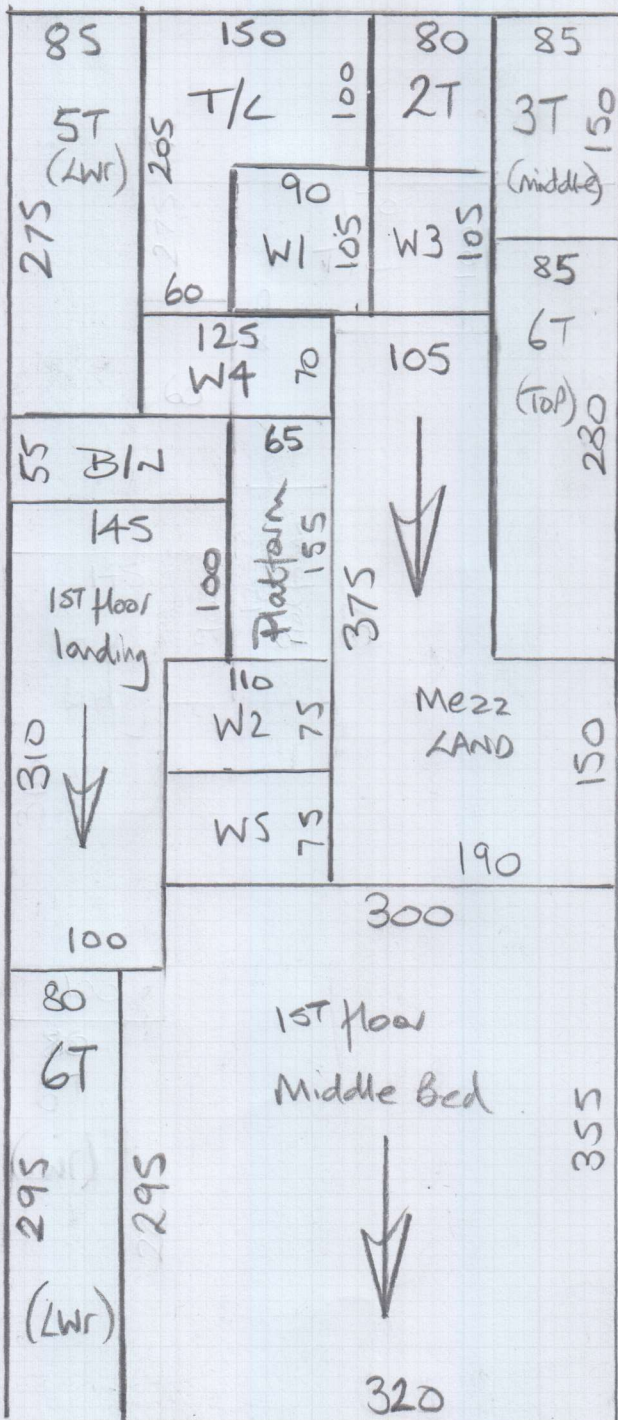 85 150 80 85
5T T/L 100 2T 3T 150
(LWr) 205 (middle)
275 90
W1 105 W3 105 85
60 6T
125 105 (TOP)
W4 70 280
55 B/N 65
145 Platform 155
1ST floor 100 375
landing
110 Mezz
W2 75 LAND 150
310
W5 75 190
100 300
80 1ST floor
6T Middle Bed
295 295 355
(LWr)
320